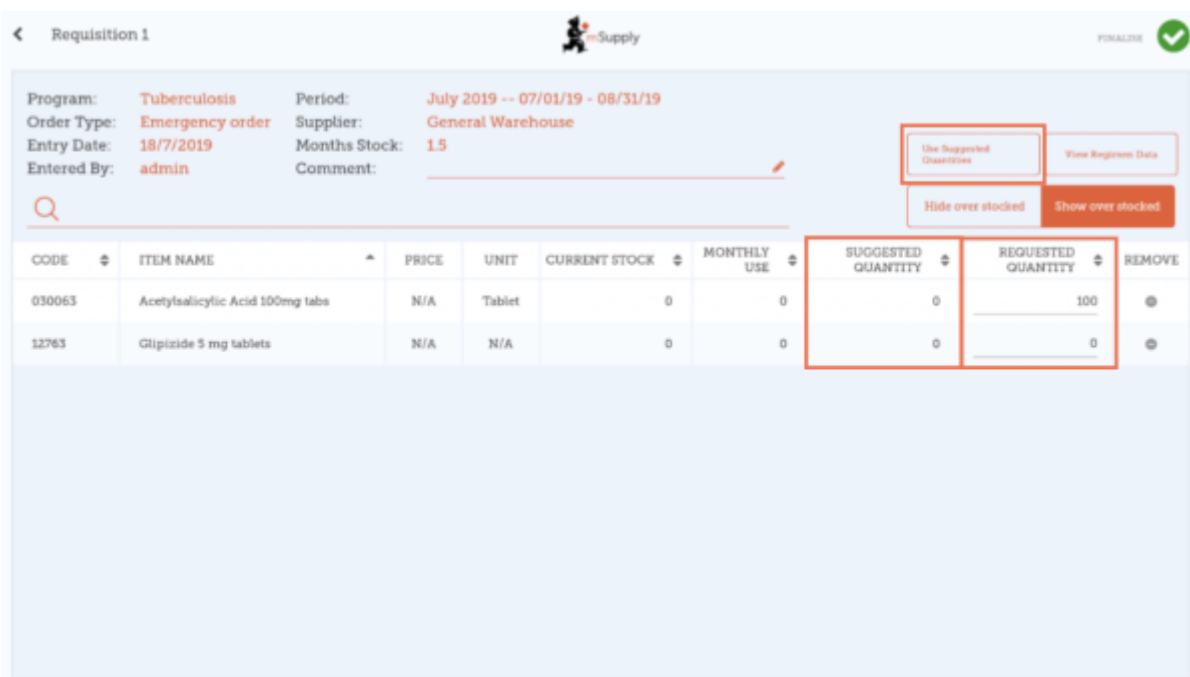 Requisition 1
mSupply
FINALISE
Program: Tuberculosis Period: July 2019 -- 07/01/19 - 08/31/19
Order Type: Emergency order Supplier: General Warehouse
Entry Date: 18/7/2019 Months Stock: 1.5
Entered By: admin Comment:
Use Suggested
Quantities
View Regimen Data
Hide over stocked Show over stocked
CODE ITEM NAME PRICE UNIT CURRENT STOCK MONTHLY USE SUGGESTED QUANTITY REQUESTED QUANTITY REMOVE
030063 Acetylsalicylic Acid 100mg tabs N/A Tablet 0 0 0 100
12763 Glipizide 5 mg tablets N/A N/A 0 0 0 0